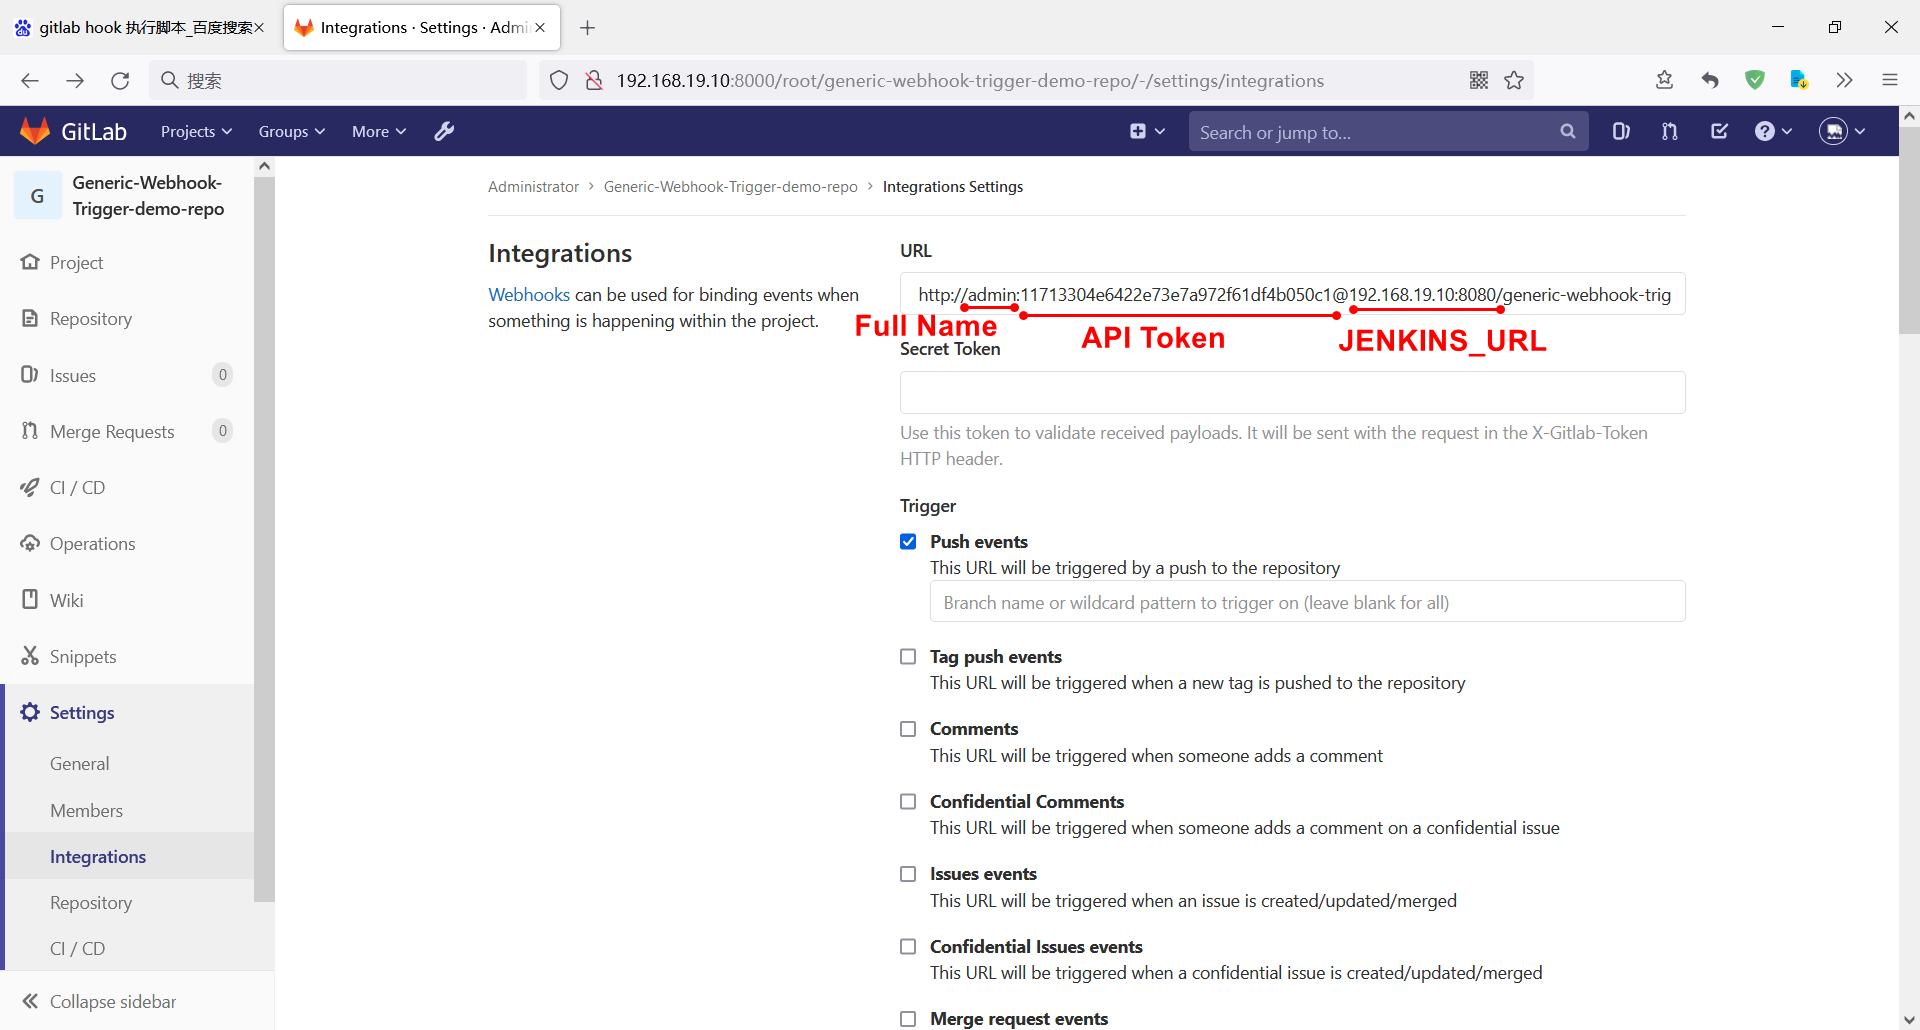 gitlab hook 执行脚本_百度搜索
Integrations · Settings · Admi
搜索
192.168.19.10:8000/root/generic-webhook-trigger-demo-repo/-/settings/integrations
GitLab
Projects
Groups
More
Search or jump to...
G
Generic-Webhook-
Trigger-demo-repo
Project
Repository
Issues
0
Merge Requests
0
CI / CD
Operations
Wiki
Snippets
Settings
General
Members
Integrations
Repository
CI / CD
Collapse sidebar
Administrator > Generic-Webhook-Trigger-demo-repo > Integrations Settings
Integrations
Webhooks can be used for binding events when
something is happening within the project.
URL
http://admin:11713304e6422e73e7a972f61df4b050c1@192.168.19.10:8080/generic-webhook-trig
Full Name
API Token
JENKINS_URL
Secret Token
Use this token to validate received payloads. It will be sent with the request in the X-Gitlab-Token
HTTP header.
Trigger
Push events
This URL will be triggered by a push to the repository
Branch name or wildcard pattern to trigger on (leave blank for all)
Tag push events
This URL will be triggered when a new tag is pushed to the repository
Comments
This URL will be triggered when someone adds a comment
Confidential Comments
This URL will be triggered when someone adds a comment on a confidential issue
Issues events
This URL will be triggered when an issue is created/updated/merged
Confidential Issues events
This URL will be triggered when a confidential issue is created/updated/merged
Merge request events